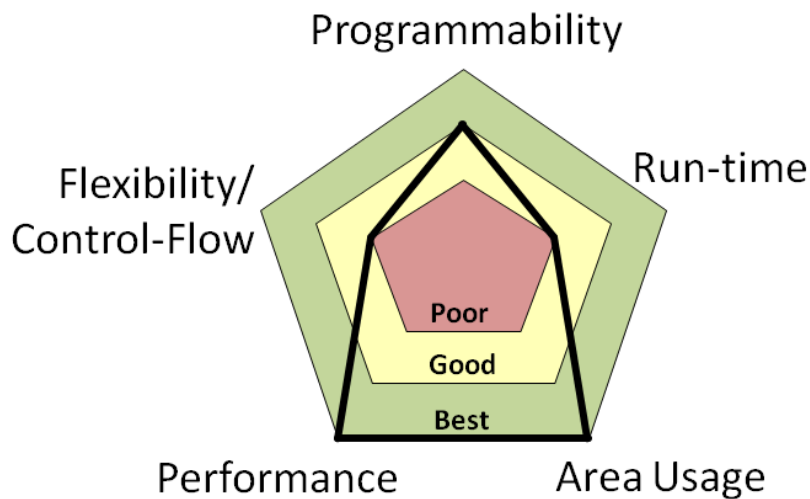 Programmability
Run-time
Flexibility/
Control-Flow
Poor
Good
Best
Performance
Area Usage